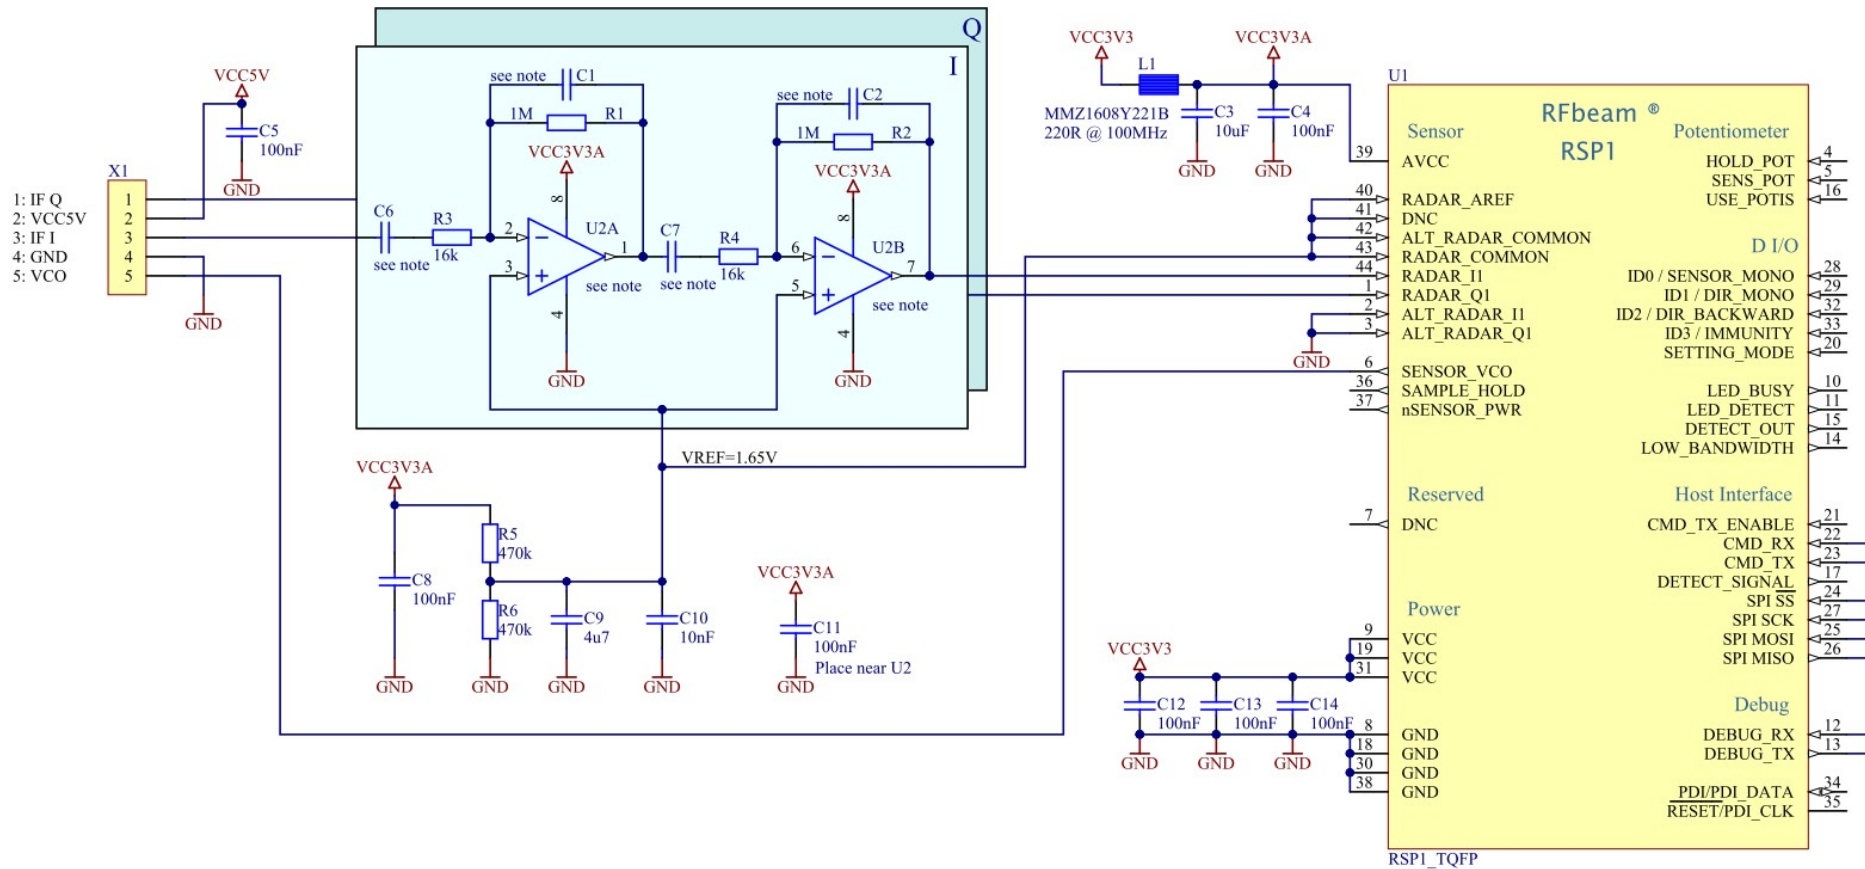 Q
I
VCC5V
C5
100nF
GND
X1
1: IF Q
2: VCC5V
3: IF I
4: GND
5: VCO
1
2
3
4
5
GND
see note
C1
1M
R1
VCC3V3A
8
C6
see note
R3
16k
2
3
U2A
1
see note
4
GND
C7
see note
R4
16k
see note
C2
1M
R2
VCC3V3A
8
6
5
U2B
7
see note
4
GND
VREF=1.65V
VCC3V3A
C8
100nF
GND
R5
470k
R6
470k
GND
C9
4u7
GND
C10
10nF
GND
VCC3V3A
C11
100nF
Place near U2
GND
VCC3V3
L1
MMZ1608Y221B
220R @ 100MHz
VCC3V3A
C3
10uF
GND
C4
100nF
GND
VCC3V3
C12
100nF
GND
C13
100nF
GND
C14
100nF
GND
GND
U1
RFbeam ®
RSP1
Sensor
39 AVCC
40 RADAR_AREF
41 DNC
42 ALT_RADAR_COMMON
43 RADAR_COMMON
44 RADAR_I1
1 RADAR_Q1
2 ALT_RADAR_I1
3 ALT_RADAR_Q1
6 SENSOR_VCO
36 SAMPLE_HOLD
37 nSENSOR_PWR
Reserved
7 DNC
Power
9 VCC
19 VCC
31 VCC
8 GND
18 GND
30 GND
38 GND
Potentiometer
HOLD_POT 4
SENS_POT 5
USE_POTIS 16
D I/O
ID0 / SENSOR_MONO 28
ID1 / DIR_MONO 29
ID2 / DIR_BACKWARD 32
ID3 / IMMUNITY 33
SETTING_MODE 20
LED_BUSY 10
LED_DETECT 11
DETECT_OUT 15
LOW_BANDWIDTH 14
Host Interface
CMD_TX_ENABLE 21
CMD_RX 22
CMD_TX 23
DETECT_SIGNAL 17
SPI SS 24
SPI SCK 27
SPI MOSI 25
SPI MISO 26
Debug
DEBUG_RX 12
DEBUG_TX 13
PDI/PDI_DATA 34
RESET/PDI_CLK 35
RSP1_TQFP